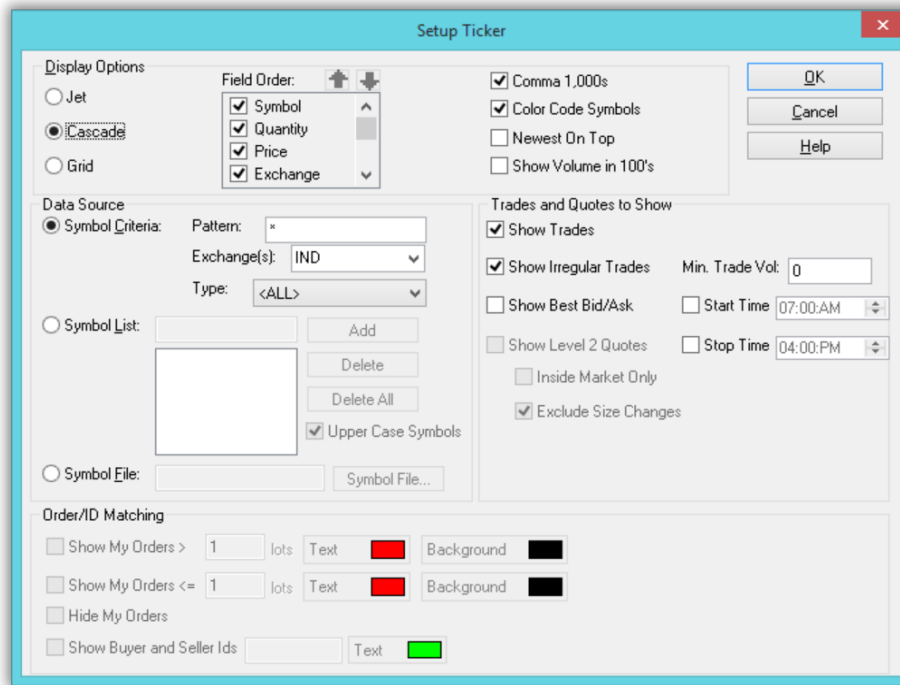 Setup Ticker
Display Options
Jet
Cascade
Grid
Field Order:
Symbol
Quantity
Price
Exchange
Comma 1,000s
Color Code Symbols
Newest On Top
Show Volume in 100's
OK
Cancel
Help
Data Source
Symbol Criteria:
Pattern: *
Exchange(s): IND
Type: <ALL>
Symbol List:
Add
Delete
Delete All
Upper Case Symbols
Symbol File:
Symbol File...
Trades and Quotes to Show
Show Trades
Show Irregular Trades Min. Trade Vol: 0
Show Best Bid/Ask Start Time 07:00:AM
Show Level 2 Quotes Stop Time 04:00:PM
Inside Market Only
Exclude Size Changes
Order/ID Matching
Show My Orders > 1 lots Text Background
Show My Orders <= 1 lots Text Background
Hide My Orders
Show Buyer and Seller Ids Text